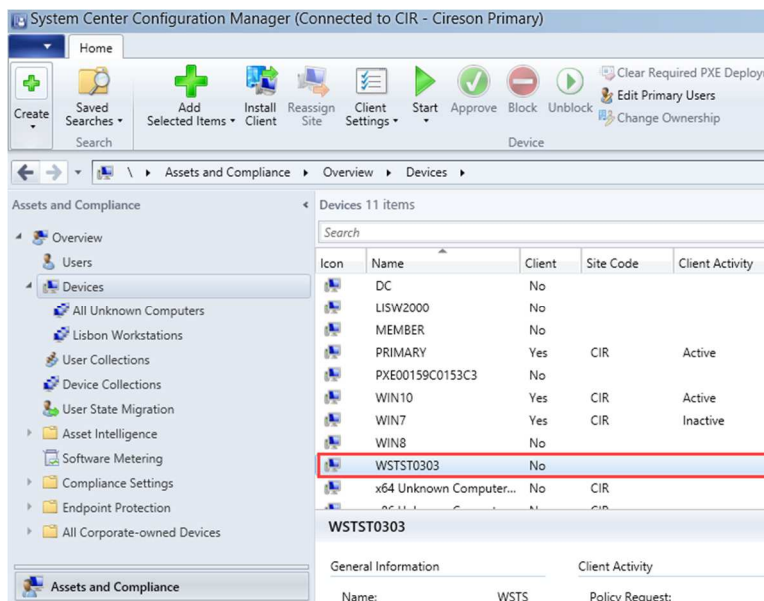 System Center Configuration Manager (Connected to CIR - Cireson Primary)
Home
Create
Saved Searches
Add Selected Items
Install Client
Reassign Site
Client Settings
Start
Approve
Block
Unblock
Clear Required PXE Deploy
Edit Primary Users
Change Ownership
Search
Device
\ Assets and Compliance Overview Devices
Assets and Compliance
Overview
Users
Devices
All Unknown Computers
Lisbon Workstations
User Collections
Device Collections
User State Migration
Asset Intelligence
Software Metering
Compliance Settings
Endpoint Protection
All Corporate-owned Devices
Assets and Compliance
Devices 11 items
Search
Icon Name Client Site Code Client Activity
DC No
LISW2000 No
MEMBER No
PRIMARY Yes CIR Active
PXE00159C0153C3 No
WIN10 Yes CIR Active
WIN7 Yes CIR Inactive
WIN8 No
WSTST0303 No
x64 Unknown Computer... No CIR
WSTST0303
General Information Client Activity
Name: WSTS Policy Request: